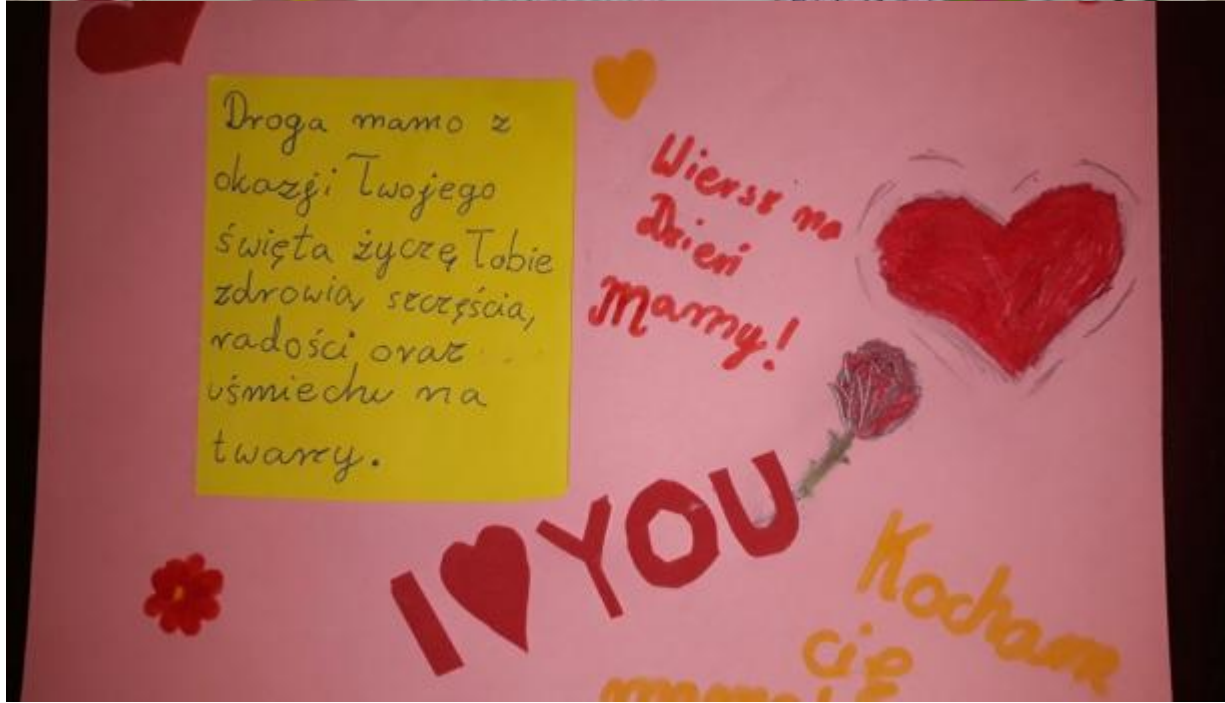 Droga mamo z
okazji Twojego
święta życzę Tobie
zdrowia, szczęścia,
radości oraz
uśmiechu na
twarzy.
Wiersz na
Dzień
Mamy!
I ❤ YOU
Kocham
cię